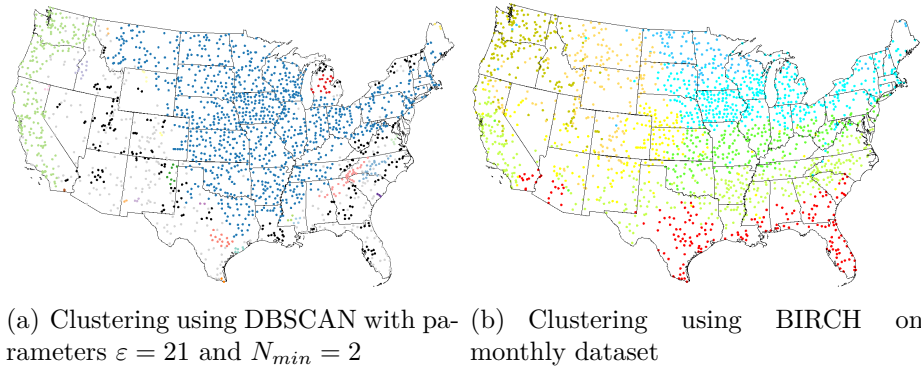 (a) Clustering using DBSCAN with pa-
rameters ε = 21 and N_min = 2
(b) Clustering using BIRCH on
monthly dataset